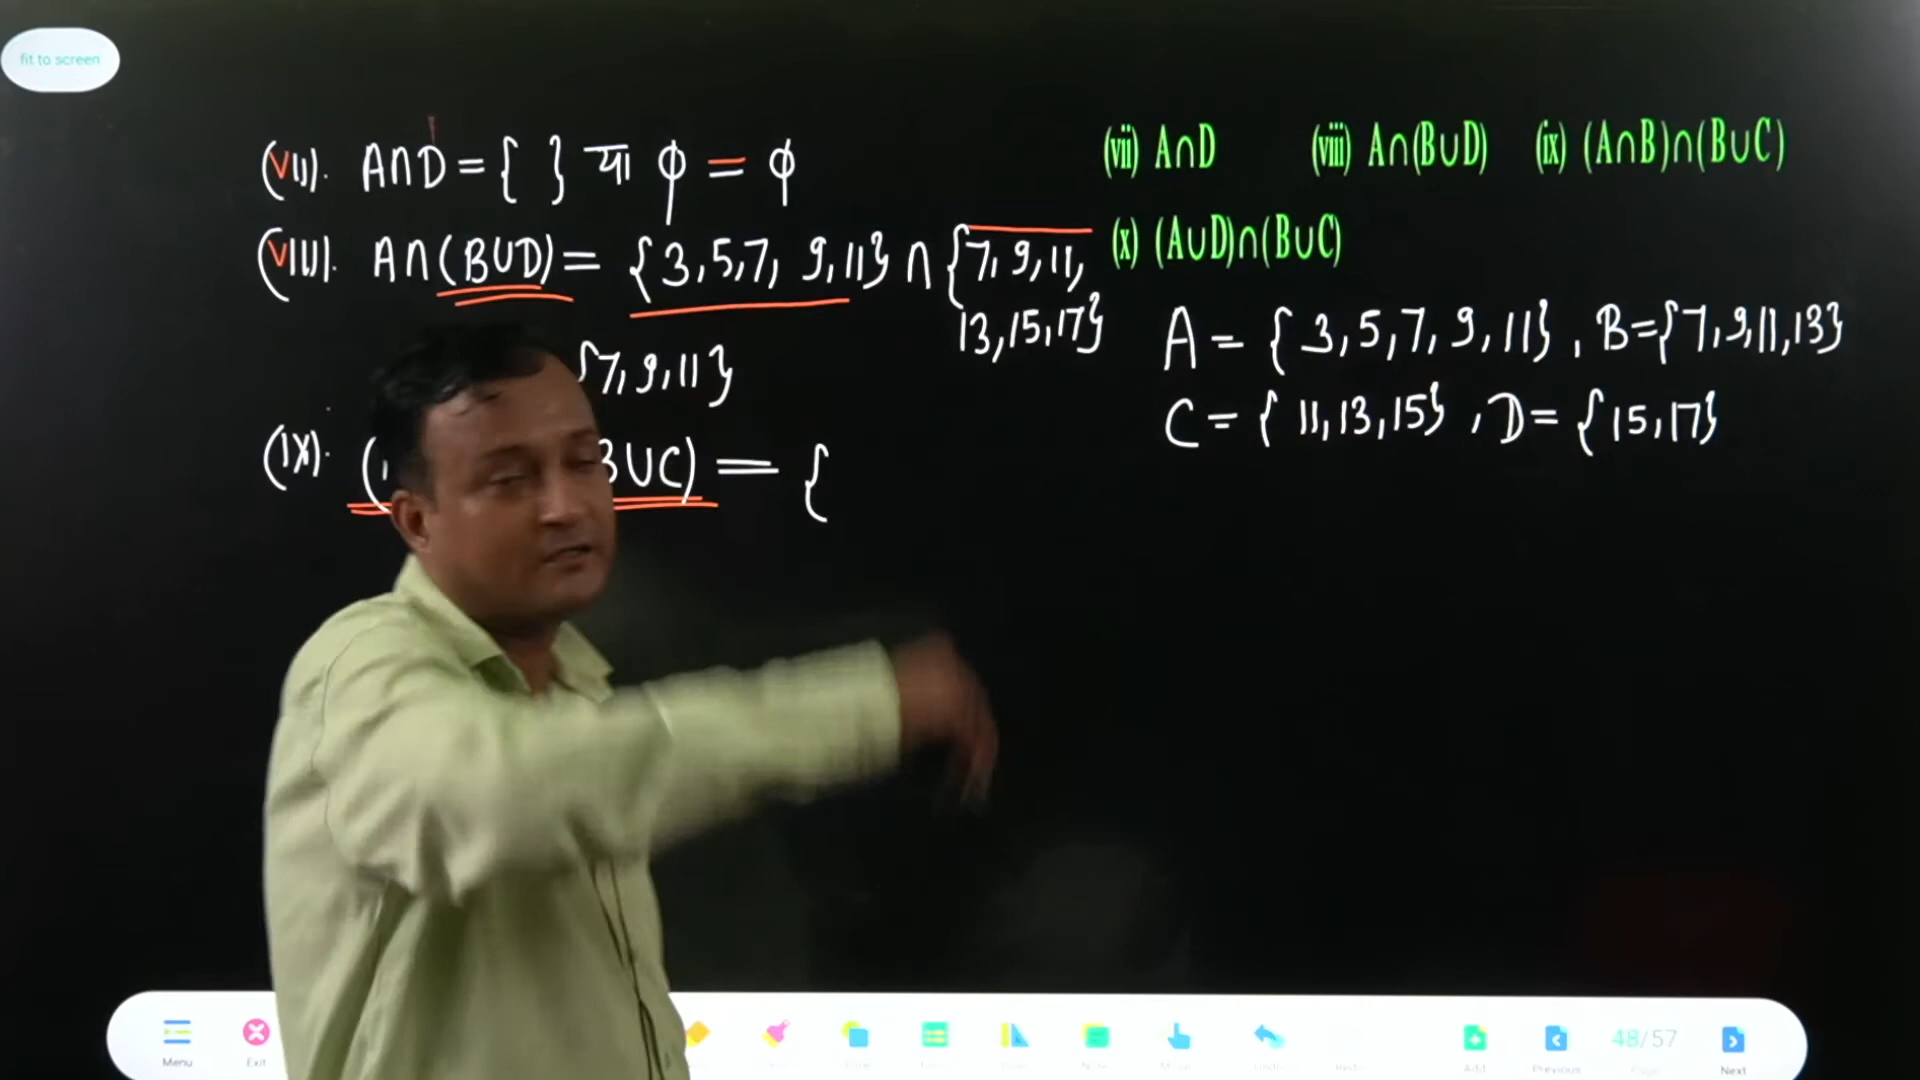 fit to screen
(vii). A∩D = { } या ϕ = ϕ
(viii). A∩(B∪D) = {3, 5, 7, 9, 11} ∩ {7, 9, 11,
13, 15, 17}
{7, 9, 11}
(ix). ( B∪C) = {
(vii) A∩D (viii) A∩(B∪D) (ix) (A∩B)∩(B∪C)
(x) (A∪D)∩(B∪C)
A = {3, 5, 7, 9, 11}, B = {7, 9, 11, 13}
C = {11, 13, 15}, D = {15, 17}
Menu Exit Add Previous 48/57 Next